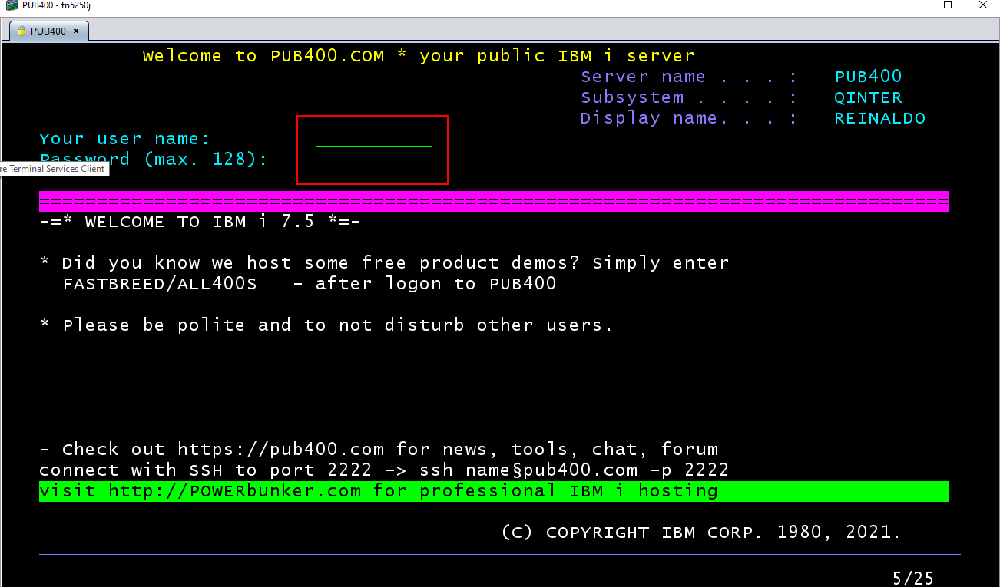 PUB400 - tn5250j
PUB400 ×
Welcome to PUB400.COM * your public IBM i server
Server name . . . : PUB400
Subsystem . . . . : QINTER
Display name. . . : REINALDO
Your user name:
Password (max. 128):
re Terminal Services Client
===============================================================================
-=* WELCOME TO IBM i 7.5 *=-
* Did you know we host some free product demos? Simply enter
FASTBREED/ALL400S - after logon to PUB400
* Please be polite and to not disturb other users.
- Check out https://pub400.com for news, tools, chat, forum
connect with SSH to port 2222 -> ssh name§pub400.com -p 2222
visit http://POWERbunker.com for professional IBM i hosting
(C) COPYRIGHT IBM CORP. 1980, 2021.
5/25